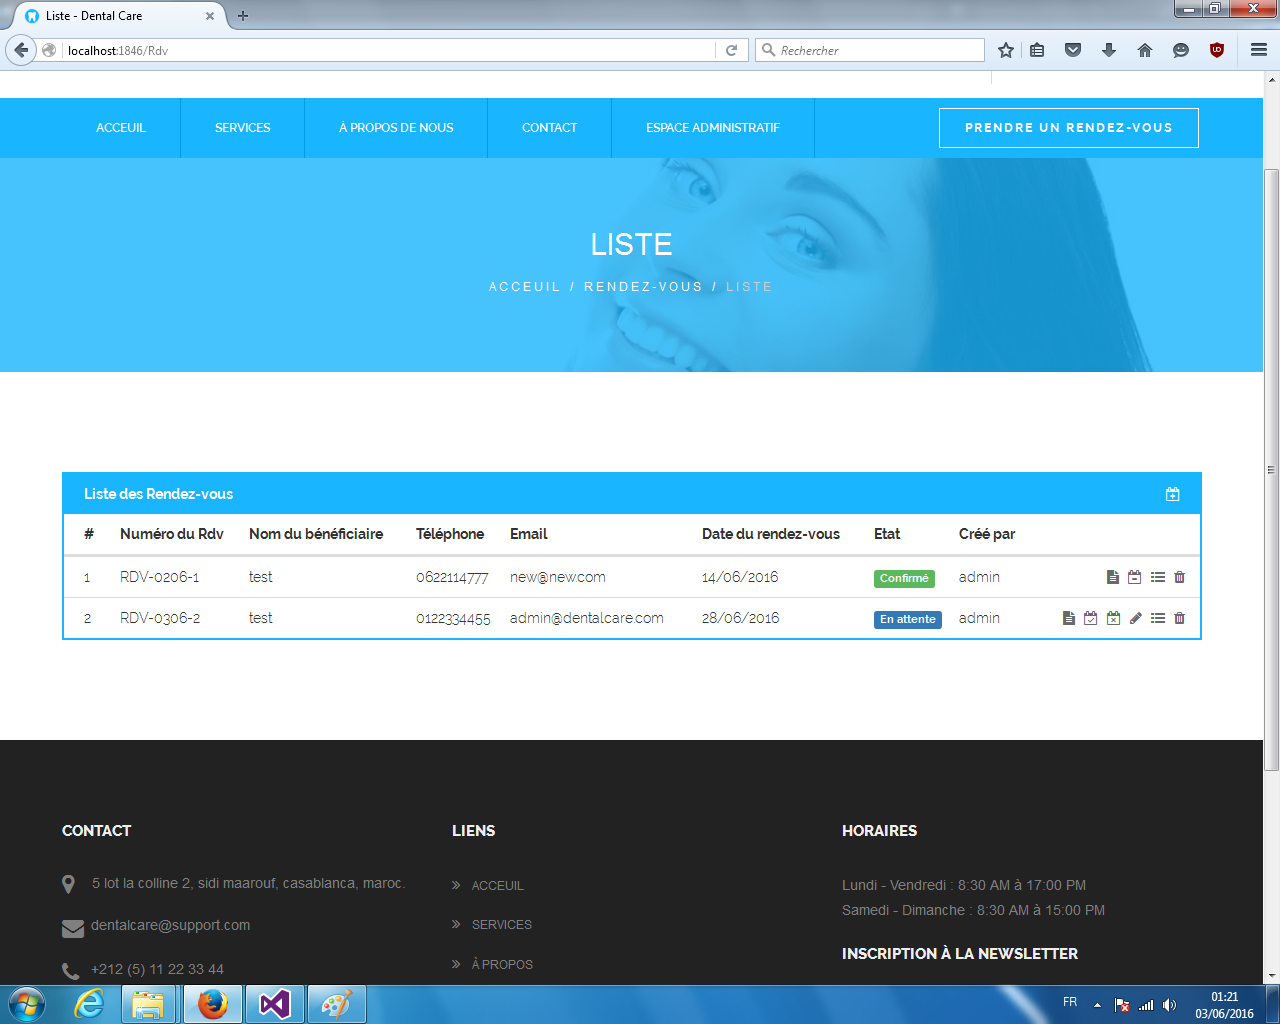 Liste - Dental Care
localhost:1846/Rdv
Rechercher
ACCEUIL SERVICES À PROPOS DE NOUS CONTACT ESPACE ADMINISTRATIF PRENDRE UN RENDEZ-VOUS
LISTE
ACCEUIL / RENDEZ-VOUS / LISTE
Liste des Rendez-vous
# Numéro du Rdv Nom du bénéficiaire Téléphone Email Date du rendez-vous Etat Créé par
1 RDV-0206-1 test 0622114777 new@new.com 14/06/2016 Confirmé admin
2 RDV-0306-2 test 0122334455 admin@dentalcare.com 28/06/2016 En attente admin
CONTACT
5 lot la colline 2, sidi maarouf, casablanca, maroc.
dentalcare@support.com
+212 (5) 11 22 33 44
LIENS
ACCEUIL
SERVICES
À PROPOS
HORAIRES
Lundi - Vendredi : 8:30 AM à 17:00 PM
Samedi - Dimanche : 8:30 AM à 15:00 PM
INSCRIPTION À LA NEWSLETTER
FR
01:21
03/06/2016